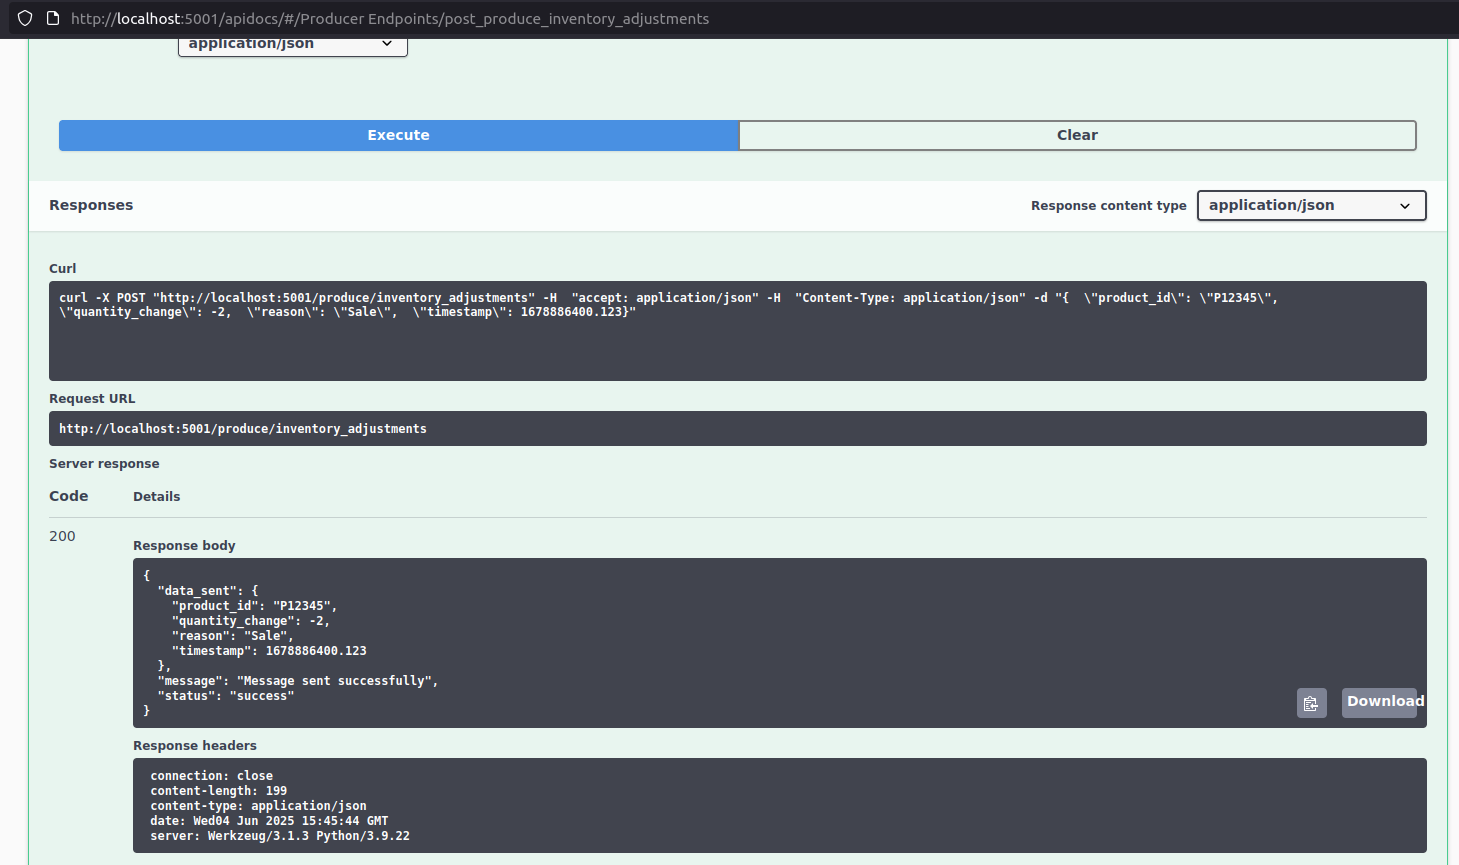 http://localhost:5001/apidocs/#/Producer Endpoints/post_produce_inventory_adjustments
application/json
Execute
Clear
Responses
Response content type
application/json
Curl
curl -X POST "http://localhost:5001/produce/inventory_adjustments" -H  "accept: application/json" -H  "Content-Type: application/json" -d "{  \"product_id\": \"P12345\",
\"quantity_change\": -2,  \"reason\": \"Sale\",  \"timestamp\": 1678886400.123}"
Request URL
http://localhost:5001/produce/inventory_adjustments
Server response
Code
Details
200
Response body
{
  "data_sent": {
    "product_id": "P12345",
    "quantity_change": -2,
    "reason": "Sale",
    "timestamp": 1678886400.123
  },
  "message": "Message sent successfully",
  "status": "success"
}
Download
Response headers
connection: close
content-length: 199
content-type: application/json
date: Wed04 Jun 2025 15:45:44 GMT
server: Werkzeug/3.1.3 Python/3.9.22